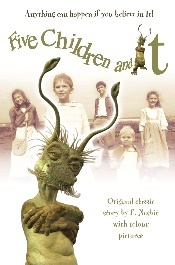 Anything can happen if you believe in It!
Five Children and It
Original classic
story by E. Nesbit
with colour
pictures